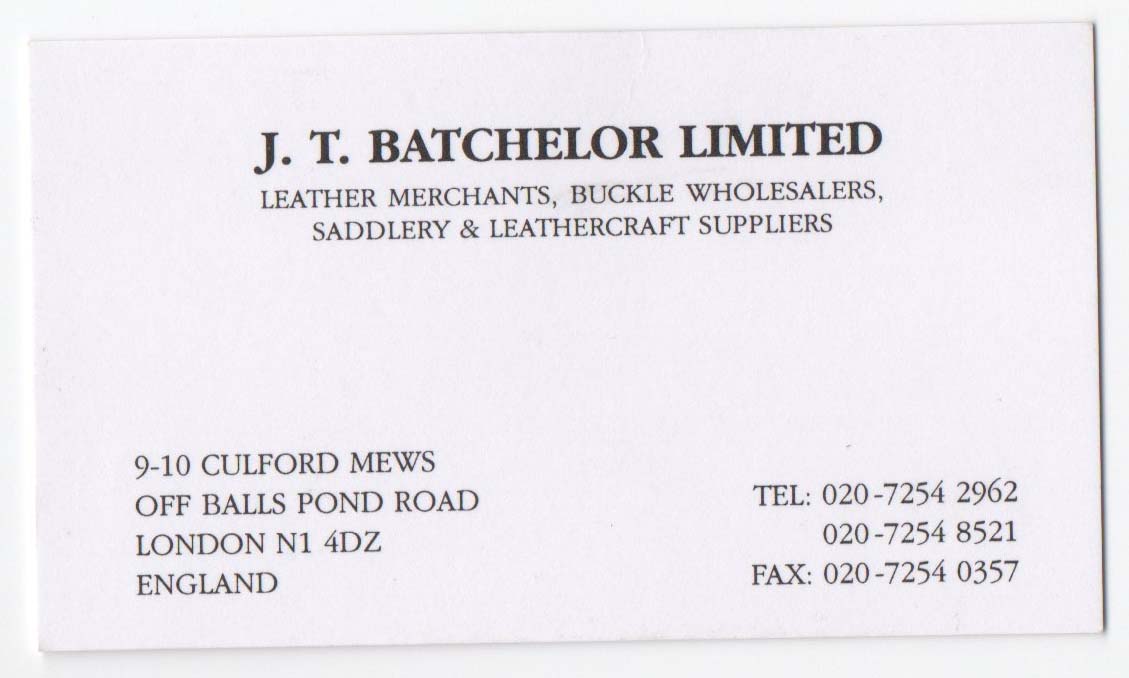 J. T. BATCHELOR LIMITED
LEATHER MERCHANTS, BUCKLE WHOLESALERS,
SADDLERY & LEATHERCRAFT SUPPLIERS
9-10 CULFORD MEWS
OFF BALLS POND ROAD
LONDON N1 4DZ
ENGLAND
TEL: 020-7254 2962
020-7254 8521
FAX: 020-7254 0357